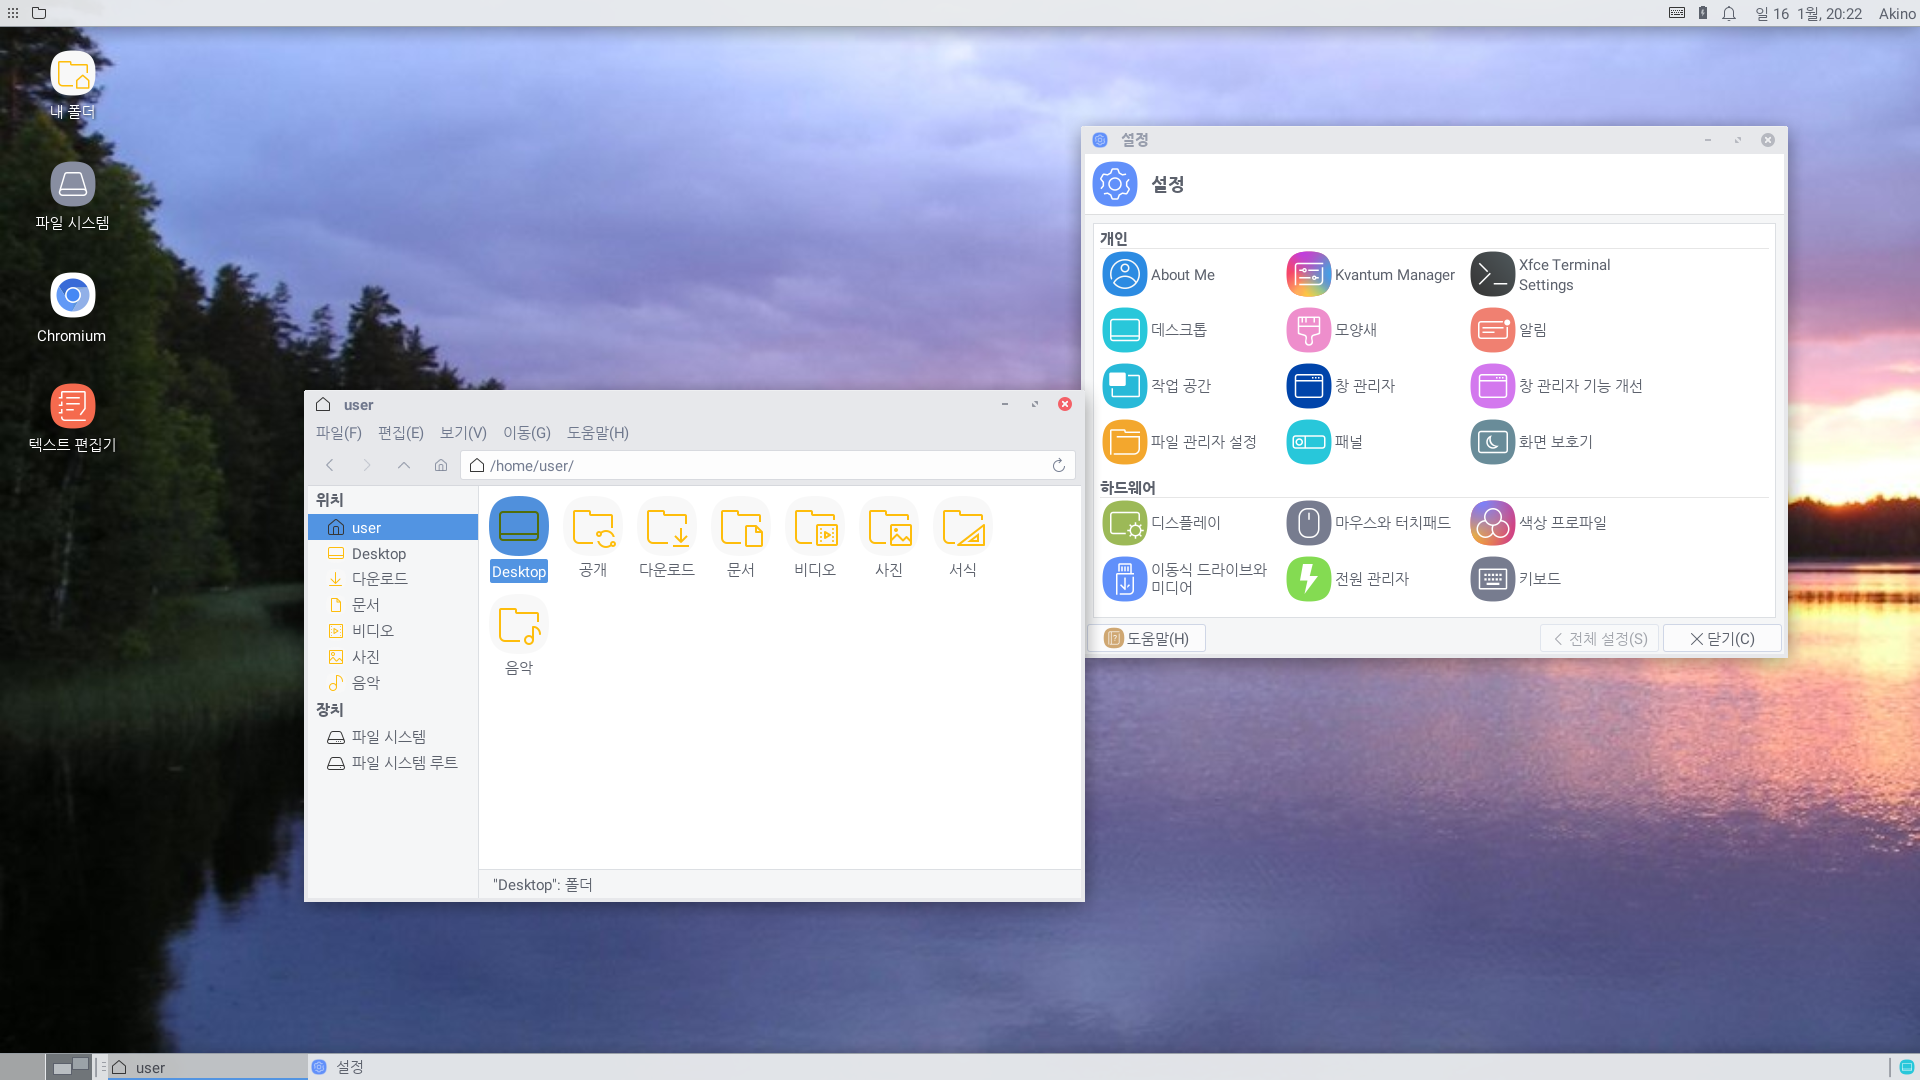 일 16 1월, 20:22
Akino
내 폴더
파일 시스템
Chromium
텍스트 편집기
설정
설정
개인
About Me
Kvantum Manager
Xfce Terminal
Settings
데스크톱
모양새
알림
작업 공간
창 관리자
창 관리자 기능 개선
파일 관리자 설정
패널
화면 보호기
하드웨어
디스플레이
마우스와 터치패드
색상 프로파일
이동식 드라이브와
미디어
전원 관리자
키보드
도움말(H)
전체 설정(S)
닫기(C)
user
파일(F) 편집(E) 보기(V) 이동(G) 도움말(H)
/home/user/
위치
user
Desktop
다운로드
문서
비디오
사진
음악
장치
파일 시스템
파일 시스템 루트
Desktop
공개
다운로드
문서
비디오
사진
서식
음악
"Desktop": 폴더
user
설정